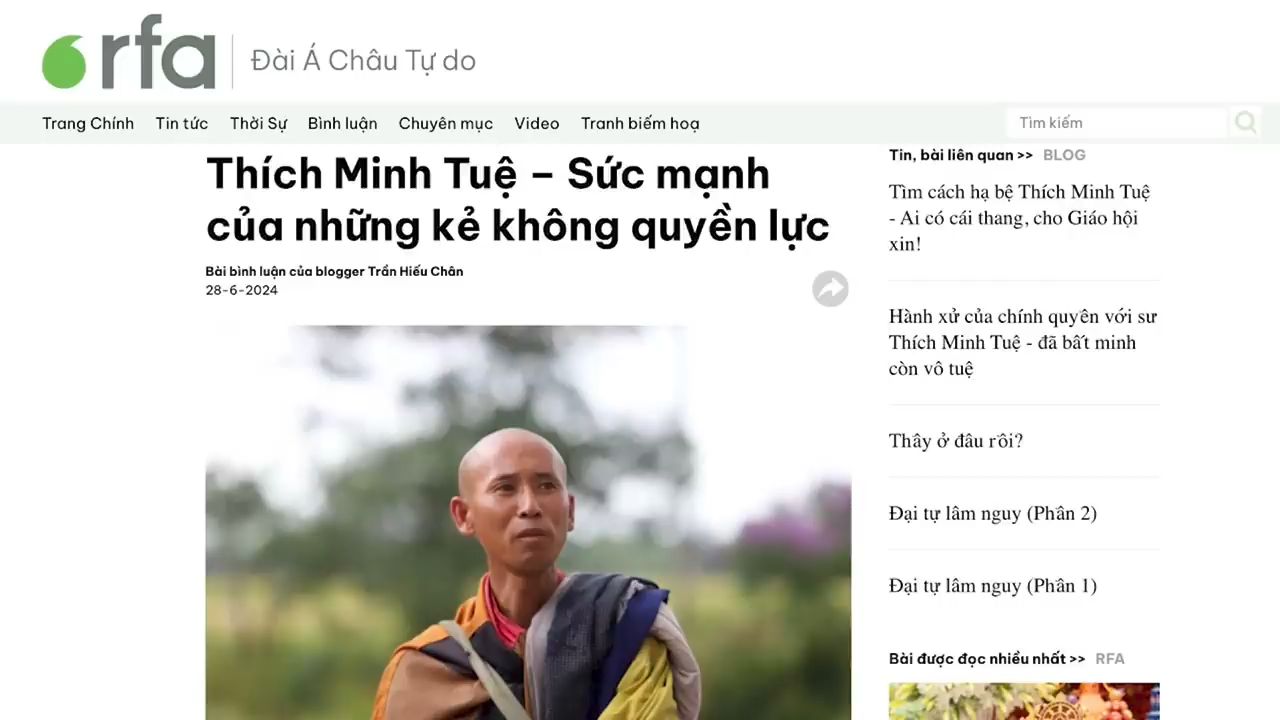 rfa Đài Á Châu Tự do
Trang Chính Tin tức Thời Sự Bình luận Chuyên mục Video Tranh biếm hoạ Tìm kiếm
Thích Minh Tuệ – Sức mạnh
của những kẻ không quyền lực
Bài bình luận của blogger Trần Hiếu Chân
28-6-2024
Tin, bài liên quan >> BLOG
Tìm cách hạ bệ Thích Minh Tuệ
- Ai có cái thang, cho Giáo hội
xin!
Hành xử của chính quyền với sư
Thích Minh Tuệ - đã bất minh
còn vô tuệ
Thầy ở đâu rồi?
Đại tự lâm nguy (Phần 2)
Đại tự lâm nguy (Phần 1)
Bài được đọc nhiều nhất >> RFA